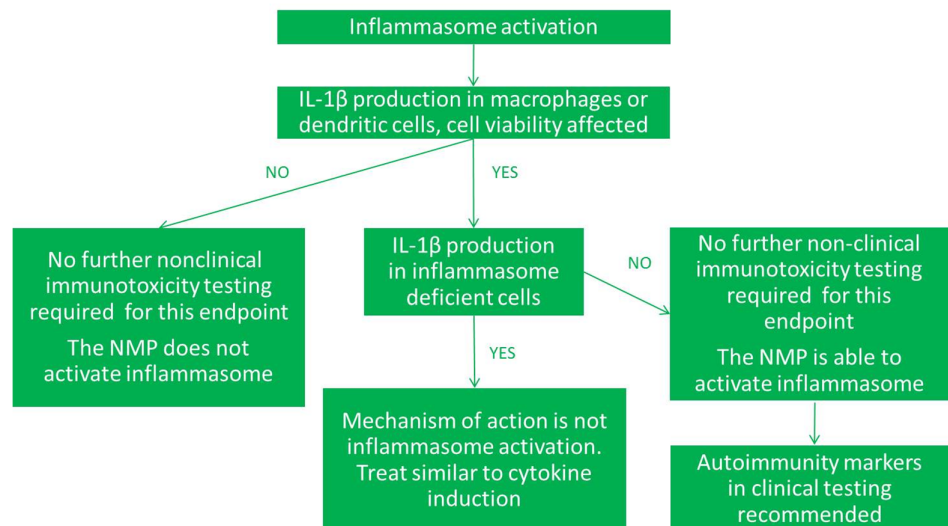 Inflammasome activation
IL-1β production in macrophages or
dendritic cells, cell viability affected
NO
YES
No further nonclinical
immunotoxicity testing
required for this endpoint
The NMP does not
activate inflammasome
IL-1β production
in inflammasome
deficient cells
NO
No further non-clinical
immunotoxicity testing
required for this
endpoint
The NMP is able to
activate inflammasome
YES
Mechanism of action is not
inflammasome activation.
Treat similar to cytokine
induction
Autoimmunity markers
in clinical testing
recommended